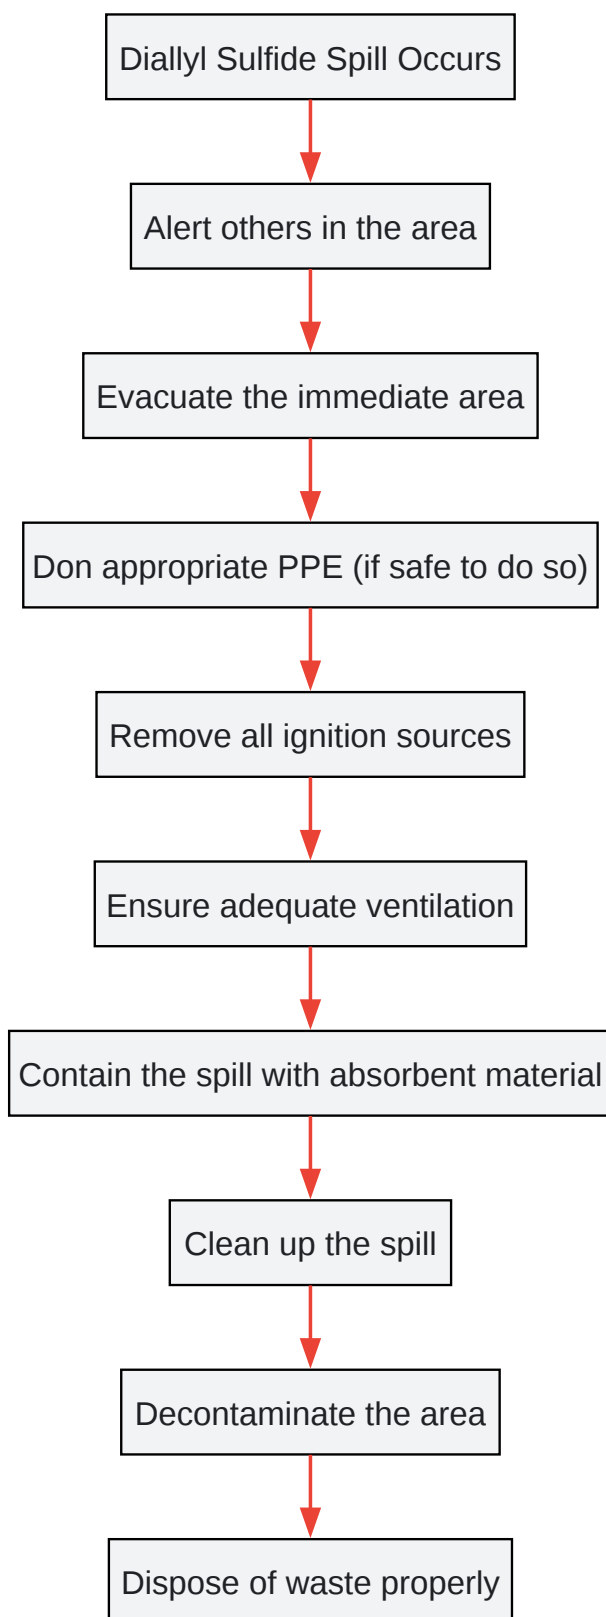 Diallyl Sulfide Spill Occurs
Alert others in the area
Evacuate the immediate area
Don appropriate PPE (if safe to do so)
Remove all ignition sources
Ensure adequate ventilation
Contain the spill with absorbent material
Clean up the spill
Decontaminate the area
Dispose of waste properly